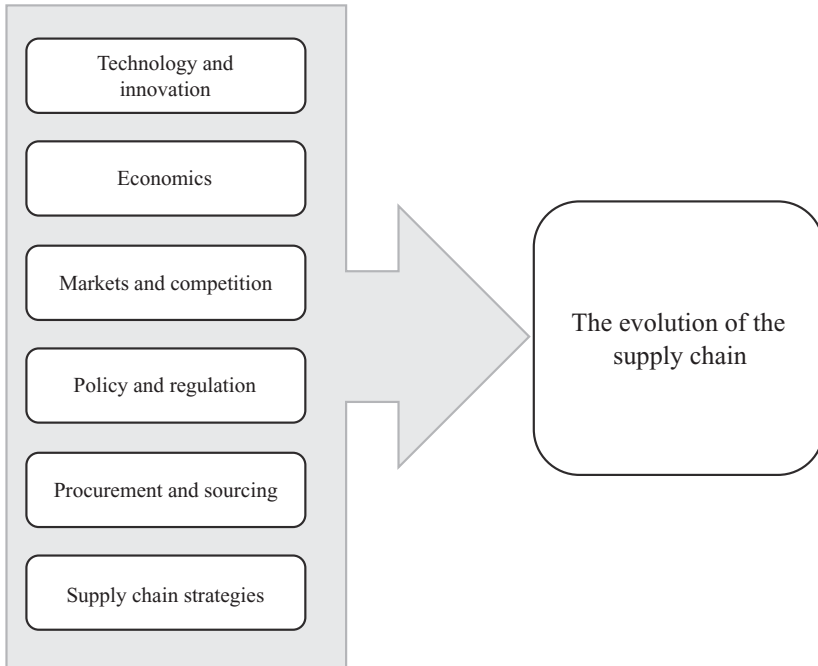 Technology and
innovation
Economics
Markets and competition
Policy and regulation
Procurement and sourcing
Supply chain strategies
The evolution of the
supply chain